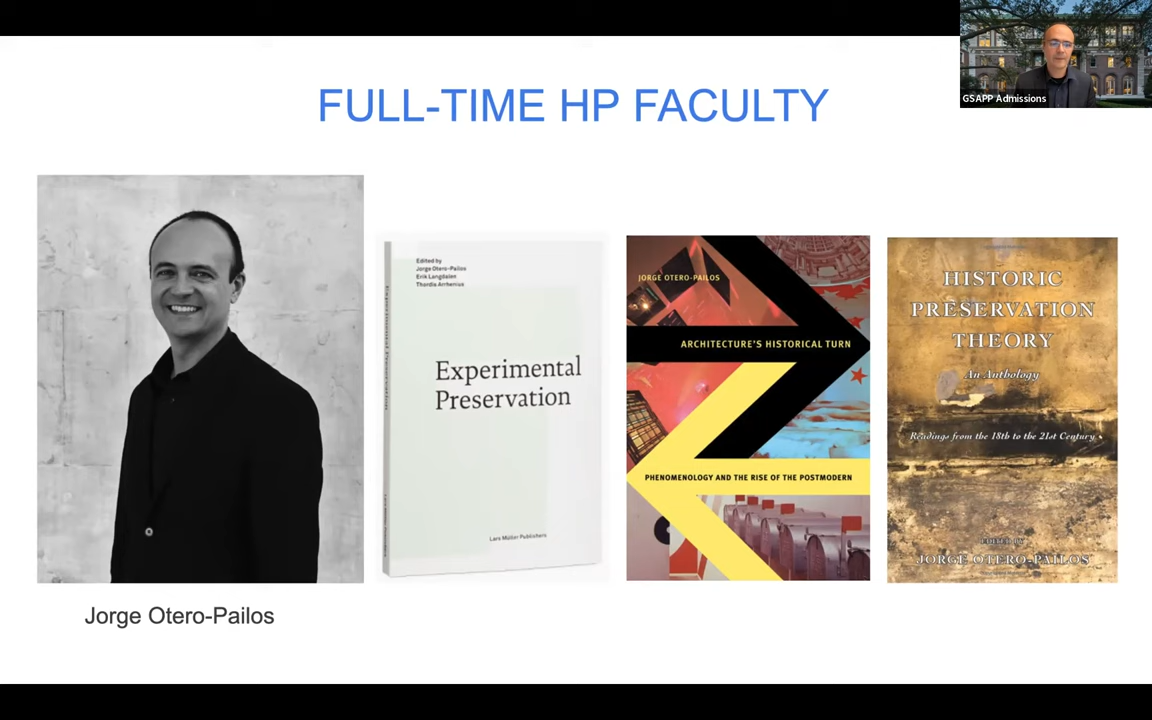 GSAPP Admissions
FULL-TIME HP FACULTY
Edited by
Jorge Otero-Pailos
Erik Langdalen
Thordis Arrhenius
Experimental
Preservation
Lars Müller Publishers
JORGE OTERO-PAILOS
ARCHITECTURE'S HISTORICAL TURN
PHENOMENOLOGY AND THE RISE OF THE POSTMODERN
HISTORIC
PRESERVATION
THEORY
An Anthology
Readings from the 18th to the 21st Century
EDITED BY
JORGE OTERO-PAILOS
Jorge Otero-Pailos